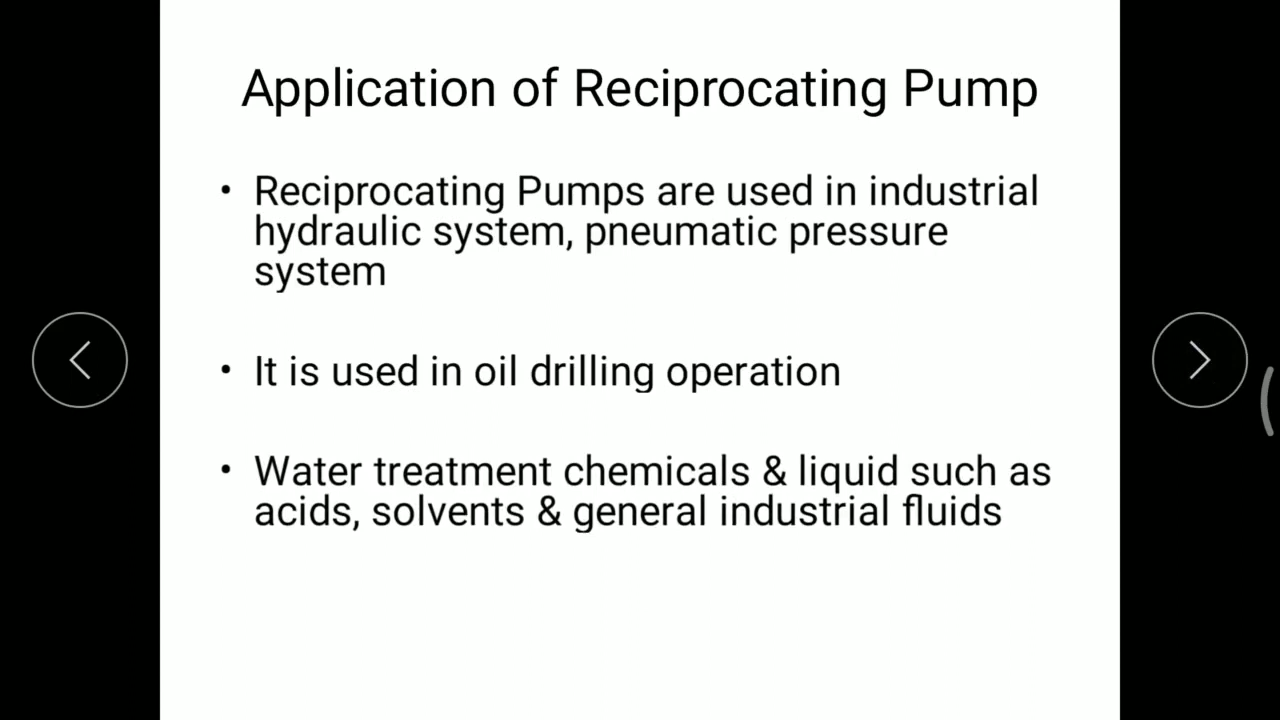 Application of Reciprocating Pump
• Reciprocating Pumps are used in industrial
hydraulic system, pneumatic pressure
system
• It is used in oil drilling operation
• Water treatment chemicals & liquid such as
acids, solvents & general industrial fluids